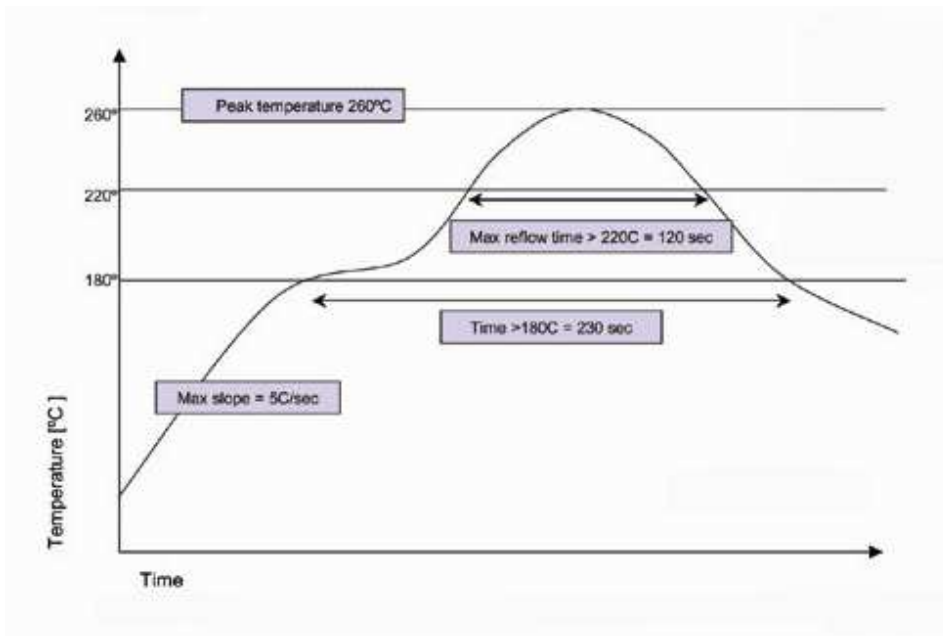 Peak temperature 260ºC
260º
220º
Max reflow time > 220C = 120 sec
180º
Time >180C = 230 sec
Max slope = 5C/sec
Temperature [ºC ]
Time